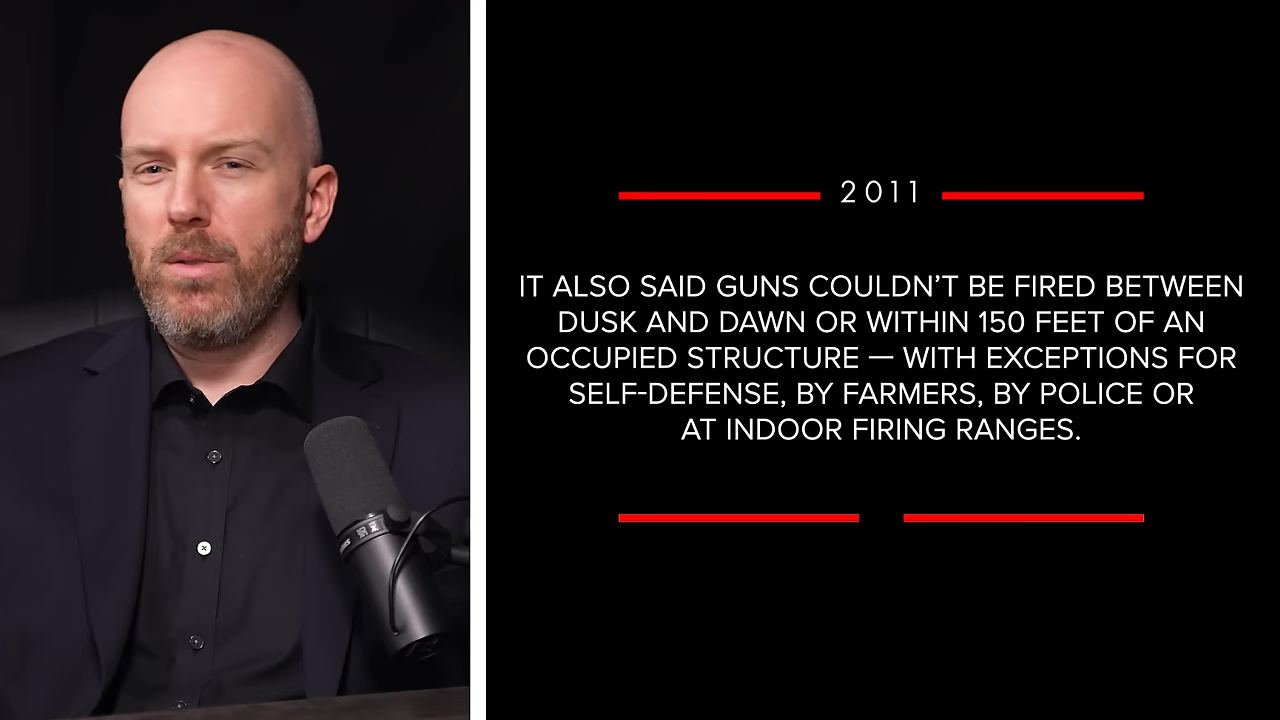 2011
IT ALSO SAID GUNS COULDN’T BE FIRED BETWEEN
DUSK AND DAWN OR WITHIN 150 FEET OF AN
OCCUPIED STRUCTURE — WITH EXCEPTIONS FOR
SELF-DEFENSE, BY FARMERS, BY POLICE OR
AT INDOOR FIRING RANGES.